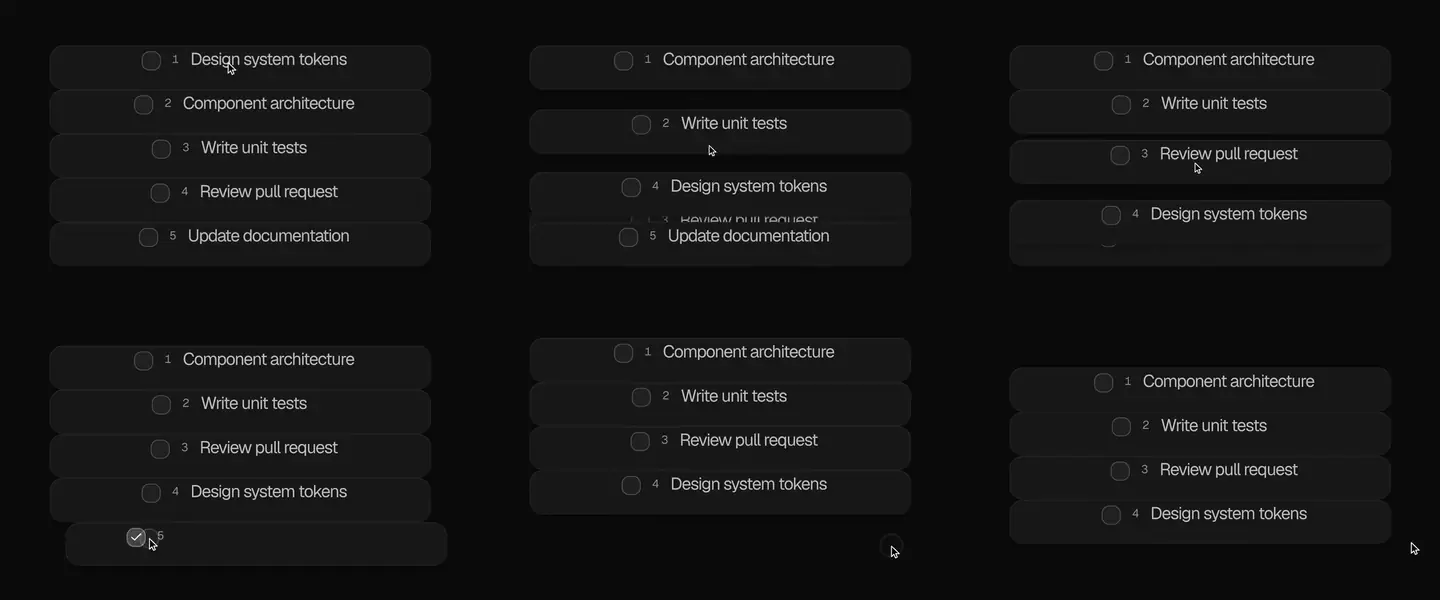 1 Design system tokens
2 Component architecture
3 Write unit tests
4 Review pull request
5 Update documentation
1 Component architecture
2 Write unit tests
4 Design system tokens
3 Review pull request
5 Update documentation
1 Component architecture
2 Write unit tests
3 Review pull request
4 Design system tokens
1 Component architecture
2 Write unit tests
3 Review pull request
4 Design system tokens
5
1 Component architecture
2 Write unit tests
3 Review pull request
4 Design system tokens
1 Component architecture
2 Write unit tests
3 Review pull request
4 Design system tokens